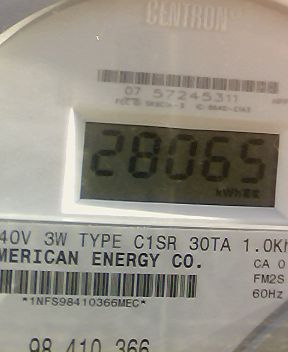 CENTRON®
07 57245311
28065
kWh
40V 3W TYPE C1SR 30TA 1.0Kh
MERICAN ENERGY CO.
CA 0
FM2S
60Hz
*1NFS98410366MEC*
98 410 366